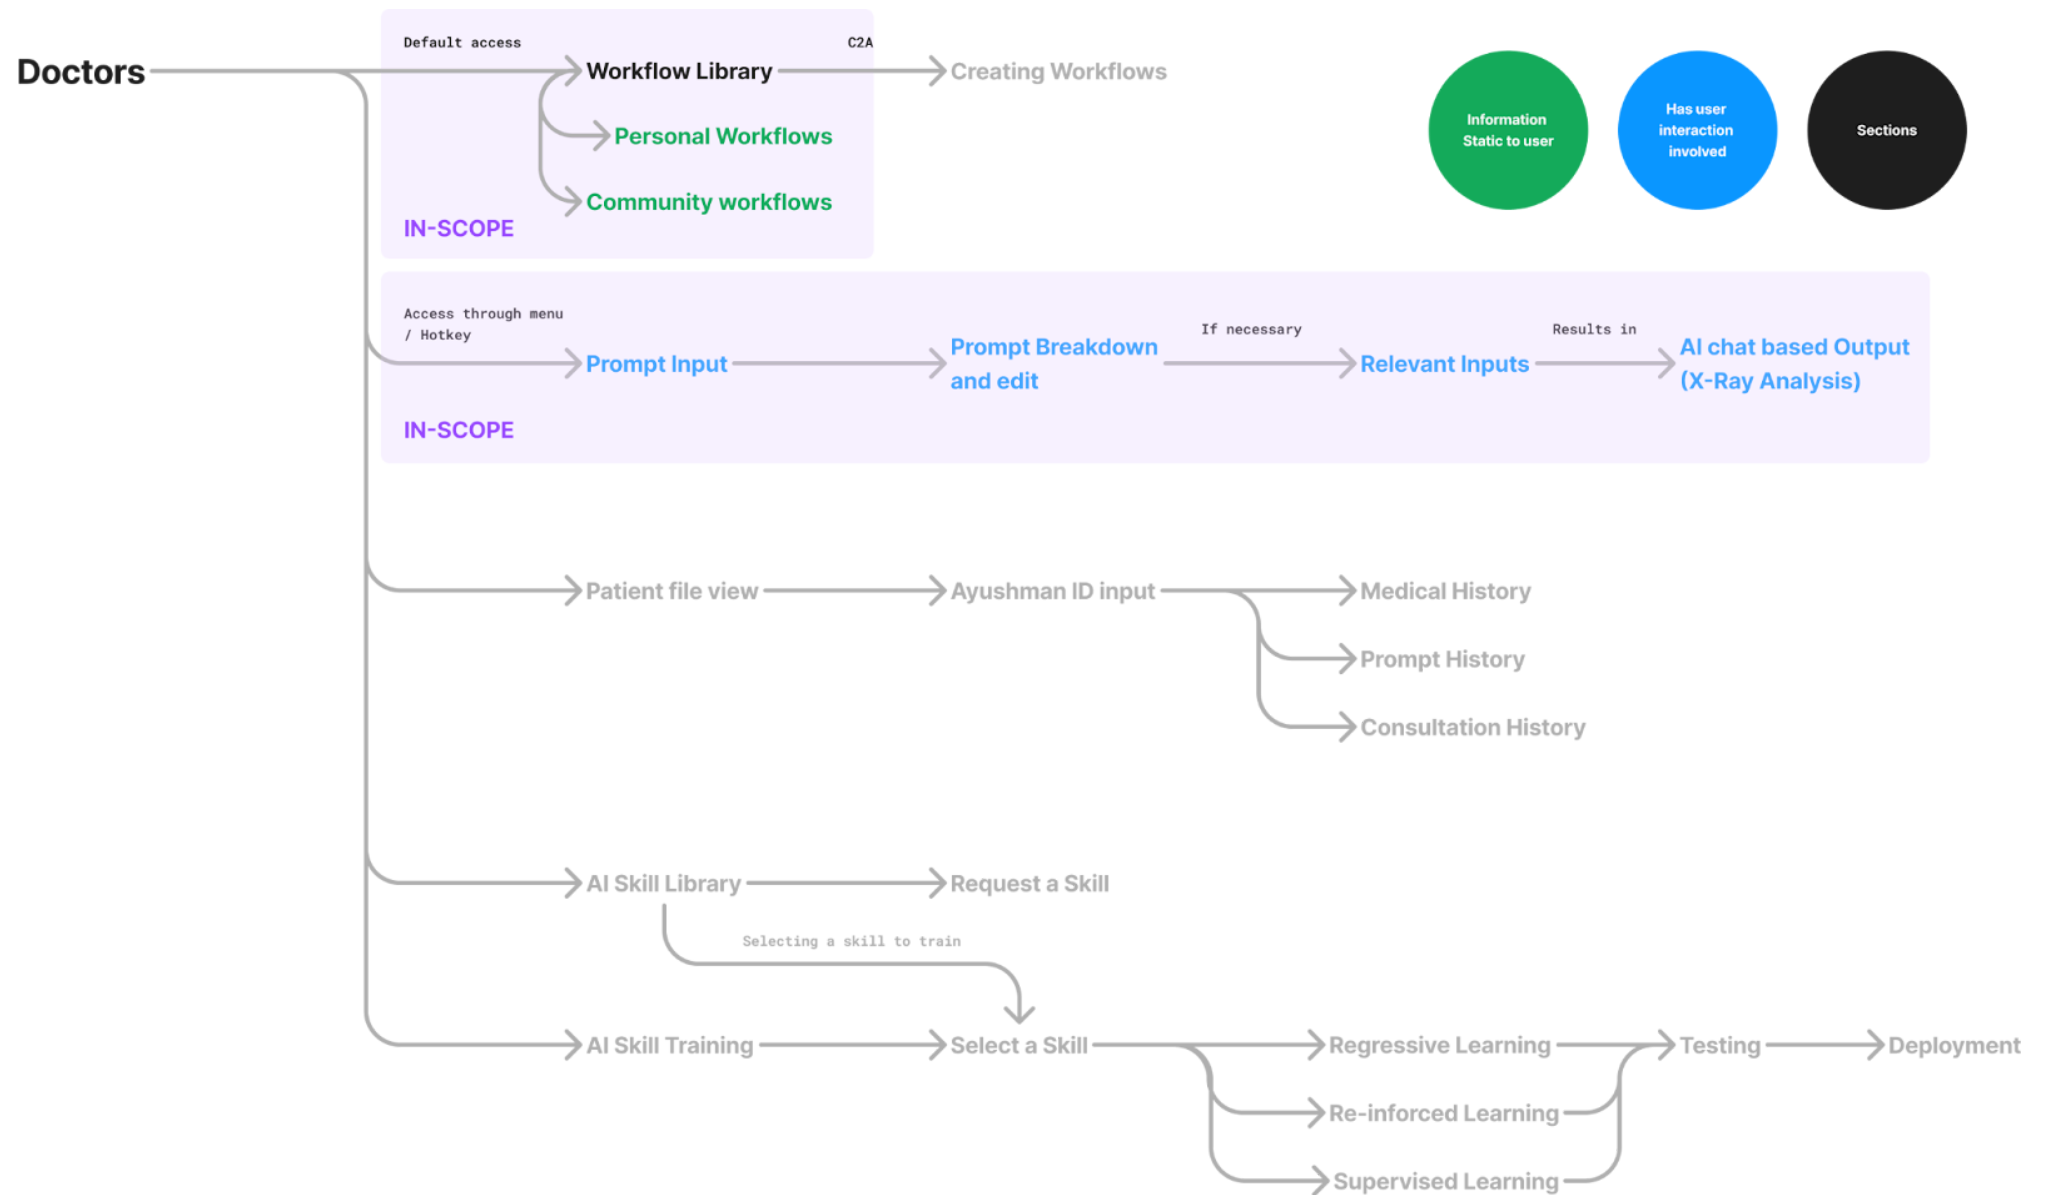 Default access
C2A
Doctors
Workflow Library
Creating Workflows
Personal Workflows
Community workflows
IN-SCOPE
Information
Static to user
Has user
interaction
involved
Sections
Access through menu
/ Hotkey
If necessary
Results in
Prompt Input
Prompt Breakdown
and edit
Relevant Inputs
AI chat based Output
(X-Ray Analysis)
IN-SCOPE
Patient file view
Ayushman ID input
Medical History
Prompt History
Consultation History
AI Skill Library
Request a Skill
Selecting a skill to train
AI Skill Training
Select a Skill
Regressive Learning
Testing
Deployment
Re-inforced Learning
Supervised Learning